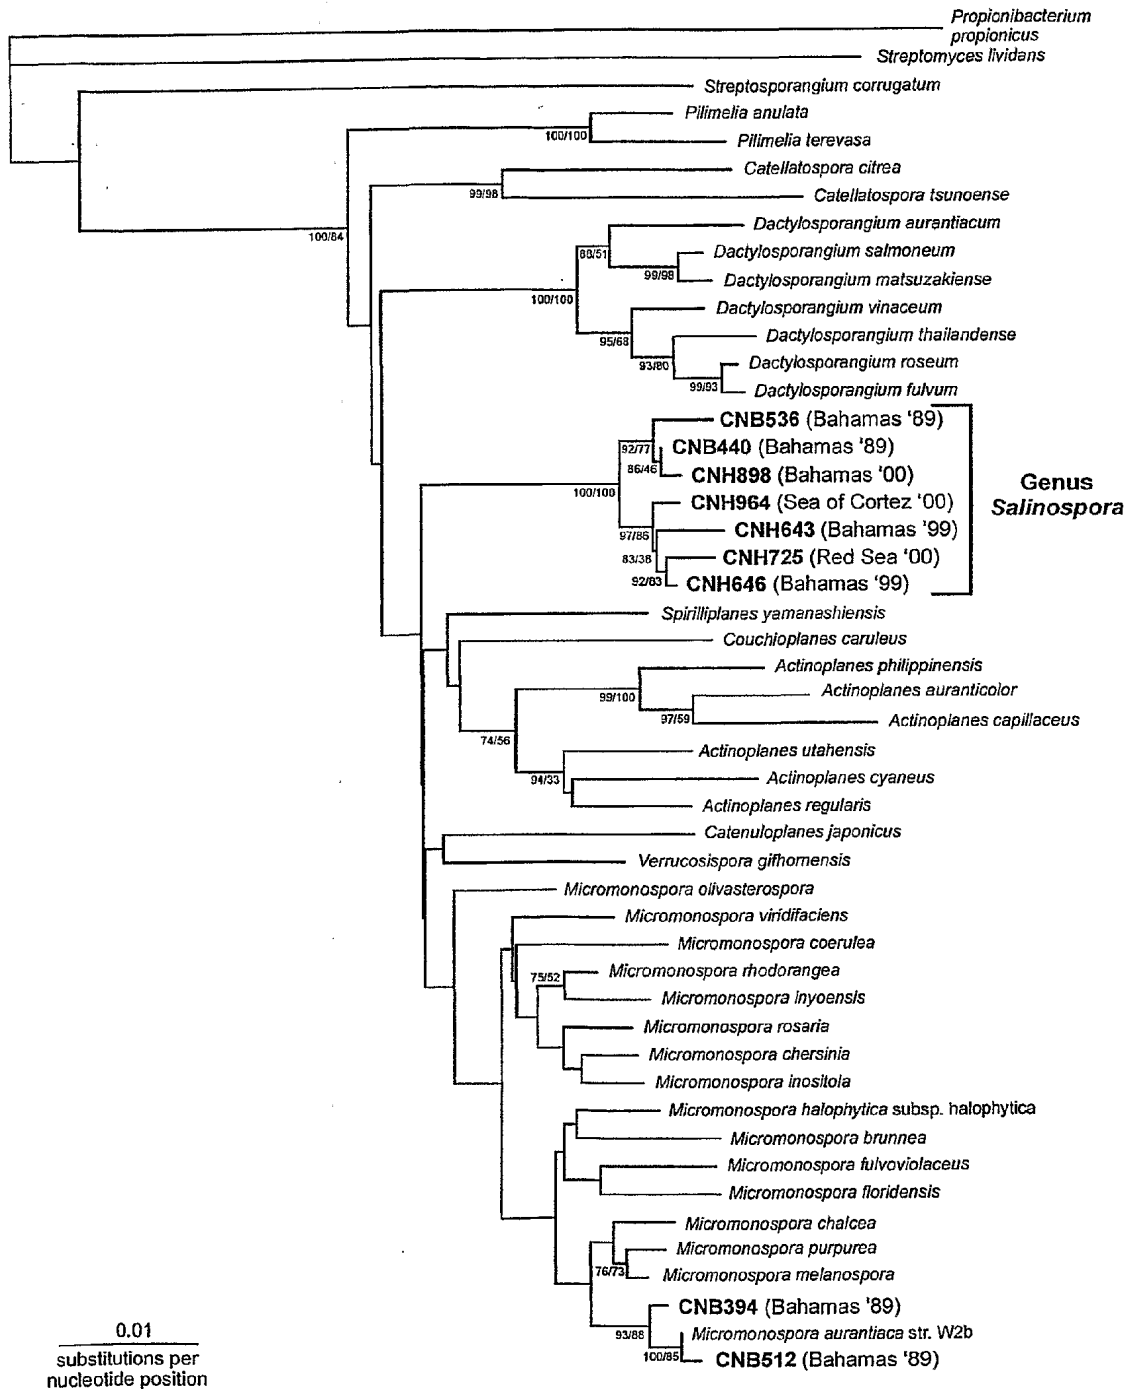 Propionibacterium
propionicus
Streptomyces lividans
Streptosporangium corrugatum
Pilimelia anulata
100/100
Pilimelia terevasa
Catellatospora citrea
99/98
Catellatospora tsunoense
Dactylosporangium aurantiacum
100/84
88/51
Dactylosporangium salmoneum
99/98
Dactylosporangium matsuzakiense
100/100
Dactylosporangium vinaceum
95/68
Dactylosporangium thailandense
93/80
Dactylosporangium roseum
99/93
Dactylosporangium fulvum
CNB536 (Bahamas '89)
92/77
CNB440 (Bahamas '89)
86/46
CNH898 (Bahamas '00)
Genus
Salinospora
100/100
CNH964 (Sea of Cortez '00)
97/86
CNH643 (Bahamas '99)
83/38
CNH725 (Red Sea '00)
92/83
CNH646 (Bahamas '99)
Spirilliplanes yamanashiensis
Couchioplanes caruleus
Actinoplanes philippinensis
99/100
Actinoplanes auranticolor
97/59
Actinoplanes capillaceus
74/56
Actinoplanes utahensis
94/33
Actinoplanes cyaneus
Actinoplanes regularis
Catenuloplanes japonicus
Verrucosispora gifhornensis
Micromonospora olivasterospora
Micromonospora viridifaciens
Micromonospora coerulea
75/52
Micromonospora rhodorangea
Micromonospora inyoensis
Micromonospora rosaria
Micromonospora chersinia
Micromonospora inositola
Micromonospora halophytica subsp. halophytica
Micromonospora brunnea
Micromonospora fulvoviolaceus
Micromonospora floridensis
Micromonospora chalcea
Micromonospora purpurea
76/73
Micromonospora melanospora
CNB394 (Bahamas '89)
93/88
Micromonospora aurantiaca str. W2b
100/85
CNB512 (Bahamas '89)
0.01
substitutions per
nucleotide position